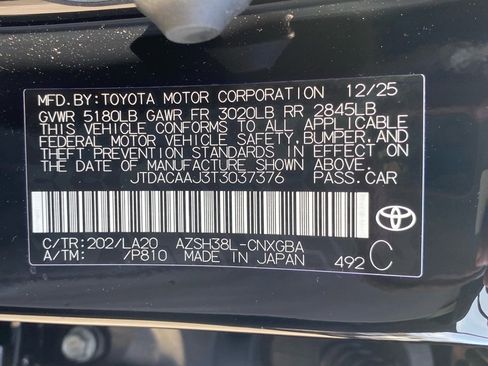 MFD.BY:TOYOTA MOTOR CORPORATION 12/25
GVWR 5180LB GAWR FR 3020LB RR 2845LB
THIS VEHICLE CONFORMS TO ALL APPLICABLE
FEDERAL MOTOR VEHICLE SAFETY, BUMPER, AND
THEFT PREVENTION STANDARDS IN EFFECT ON
THE DATE OF MANUFACTURE SHOWN ABOVE.
JTDACAAJ3T3037376 PASS.CAR
C/TR:202/LA20 AZSH38L-CNXGBA
A/TM: /P810 MADE IN JAPAN 492 C